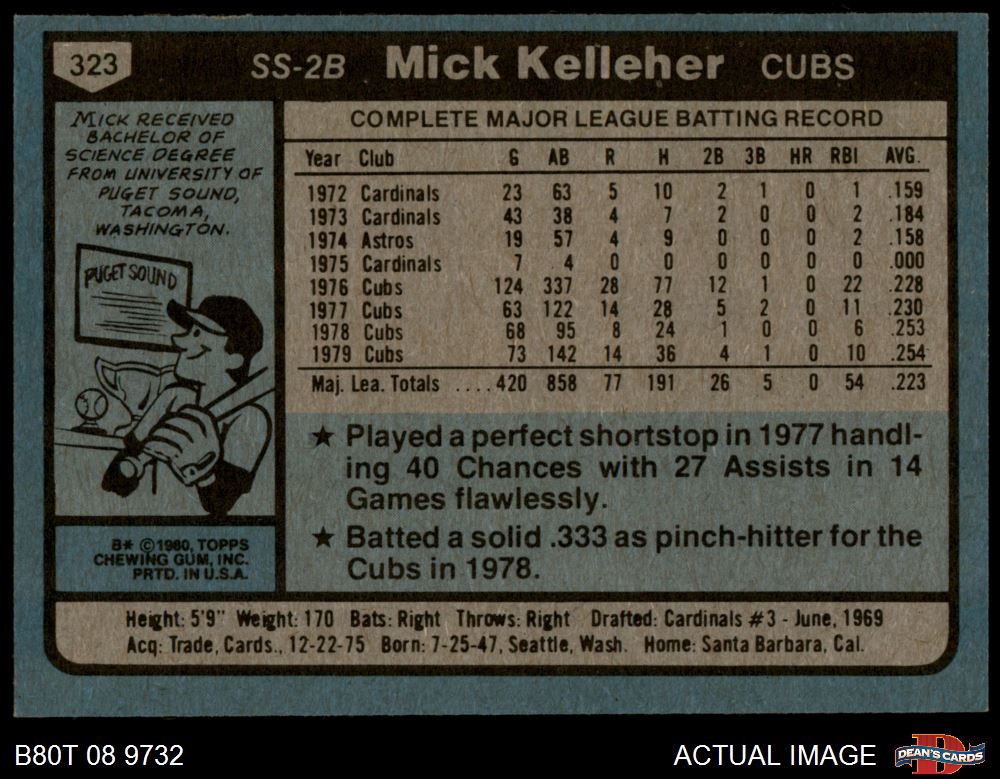 323 SS-2B Mick Kelleher CUBS
MICK RECEIVED
BACHELOR OF
SCIENCE DEGREE
FROM UNIVERSITY OF
PUGET SOUND,
TACOMA,
WASHINGTON.
PUGET SOUND
B* ©1980, TOPPS
CHEWING GUM, INC.
PRTD. IN U.S.A.
COMPLETE MAJOR LEAGUE BATTING RECORD
Year Club G AB R H 2B 3B HR RBI AVG.
1972 Cardinals 23 63 5 10 2 1 0 1 .159
1973 Cardinals 43 38 4 7 2 0 0 2 .184
1974 Astros 19 57 4 9 0 0 0 2 .158
1975 Cardinals 7 4 0 0 0 0 0 0 .000
1976 Cubs 124 337 28 77 12 1 0 22 .228
1977 Cubs 63 122 14 28 5 2 0 11 .230
1978 Cubs 68 95 8 24 1 0 0 6 .253
1979 Cubs 73 142 14 36 4 1 0 10 .254
Maj. Lea. Totals ....420 858 77 191 26 5 0 54 .223
★ Played a perfect shortstop in 1977 handl-
ing 40 Chances with 27 Assists in 14
Games flawlessly.
★ Batted a solid .333 as pinch-hitter for the
Cubs in 1978.
Height: 5'9" Weight: 170 Bats: Right Throws: Right Drafted: Cardinals #3 - June, 1969
Acq: Trade, Cards., 12-22-75 Born: 7-25-47, Seattle, Wash. Home: Santa Barbara, Cal.
B80T 08 9732 ACTUAL IMAGE D DEAN'S CARDS